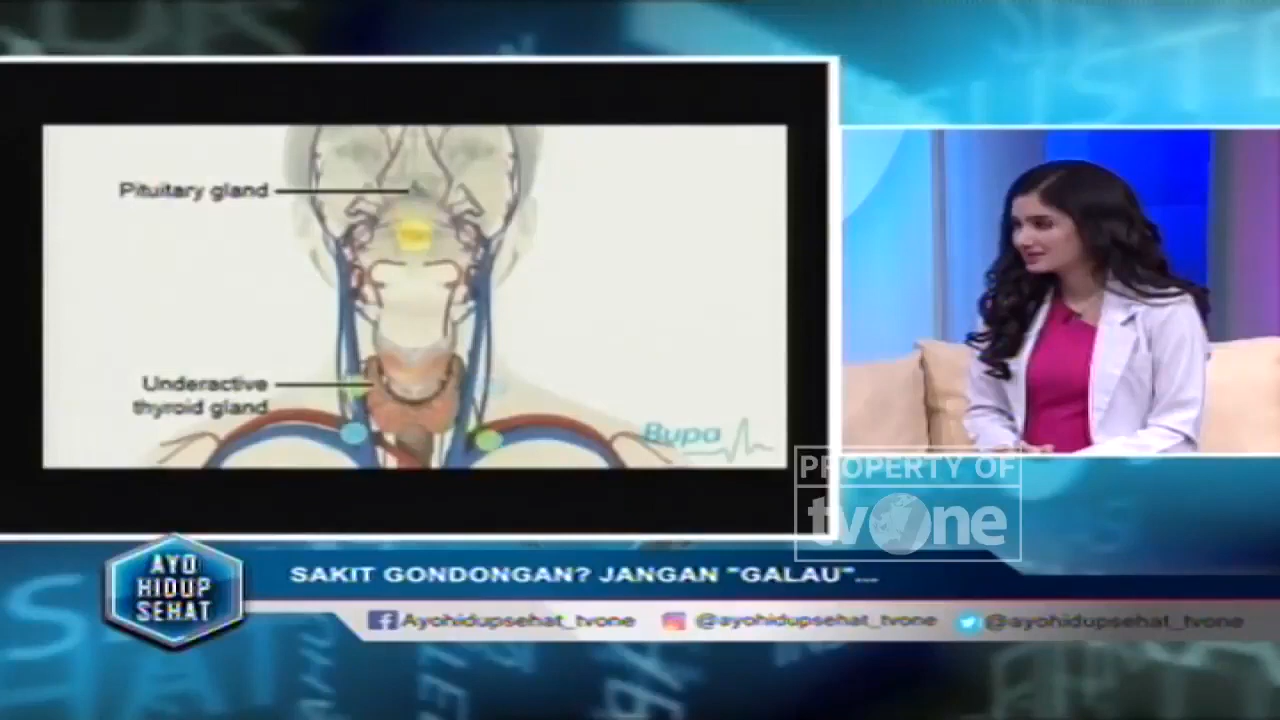 Pituitary gland
Underactive
thyroid gland
Bupa
PROPERTY OF
tvOne
AYO
HIDUP
SEHAT
SAKIT GONDONGAN? JANGAN "GALAU"...
Ayohidupsehat_tvone
@ayohidupsehat_tvone
@ayohidupsehat_tvone